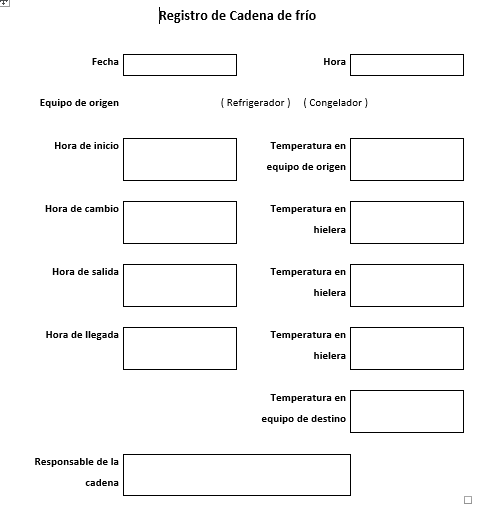 Registro de Cadena de frío
Fecha Hora
Equipo de origen ( Refrigerador ) ( Congelador )
Hora de inicio Temperatura en
equipo de origen
Hora de cambio Temperatura en
hielera
Hora de salida Temperatura en
hielera
Hora de llegada Temperatura en
hielera
Temperatura en
equipo de destino
Responsable de la
cadena